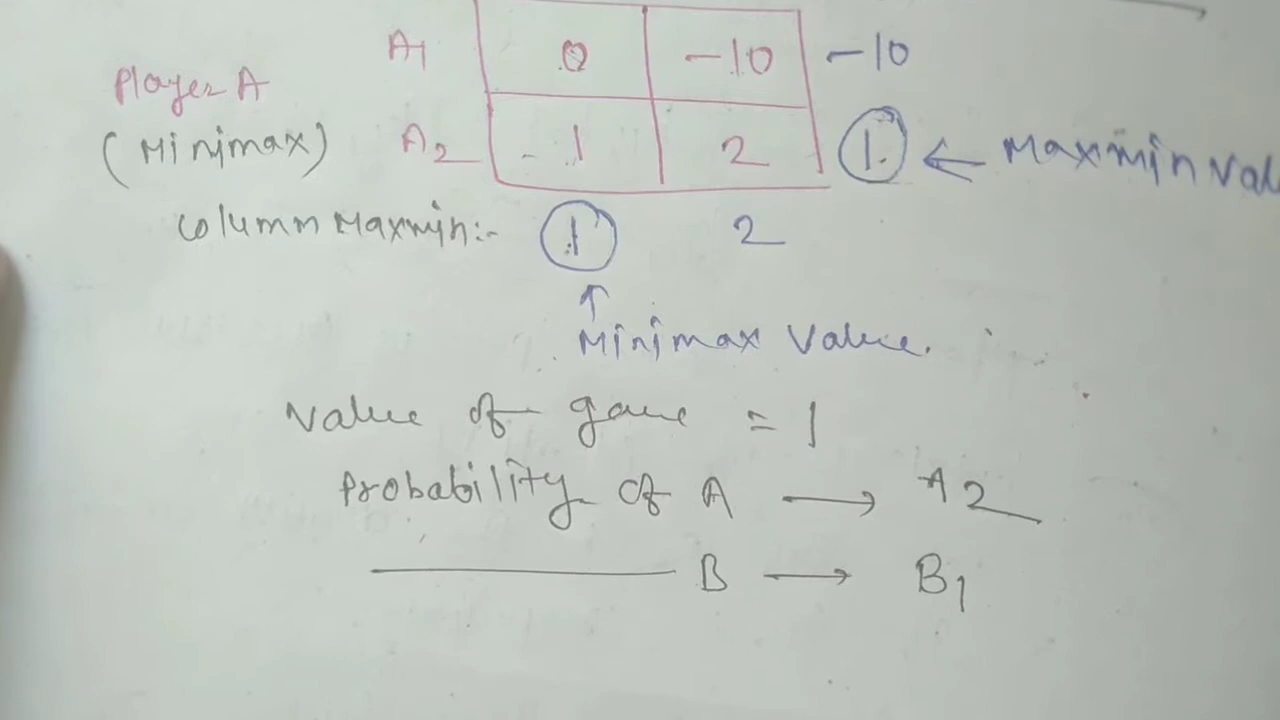 A1 0 -10 -10
Player A
(Minimax) A2 1 2 1 ← Maxmin Val
Column Maxmin:- 1 2
↑
Minimax Value.
Value of game = 1
Probability of A → A2
B → B1